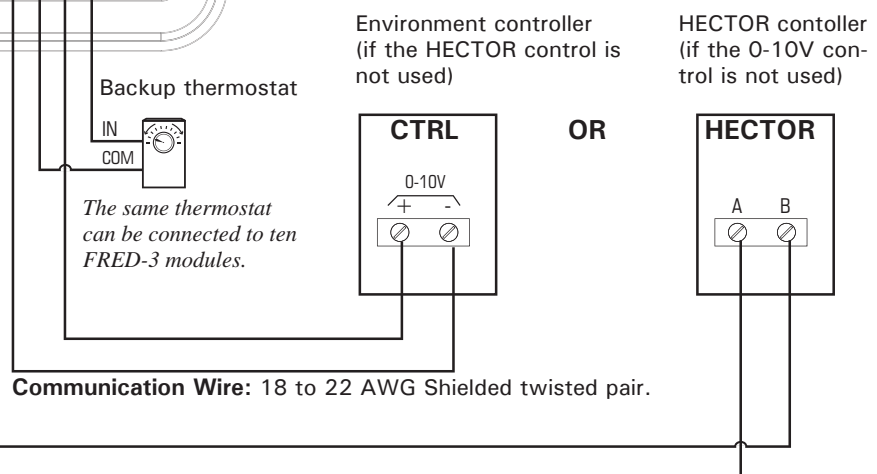 Environment controller
(if the HECTOR control is
not used)
HECTOR contoller
(if the 0-10V con-
trol is not used)
Backup thermostat
IN
COM
The same thermostat
can be connected to ten
FRED-3 modules.
CTRL
0-10V
+ -
OR
HECTOR
A B
Communication Wire: 18 to 22 AWG Shielded twisted pair.